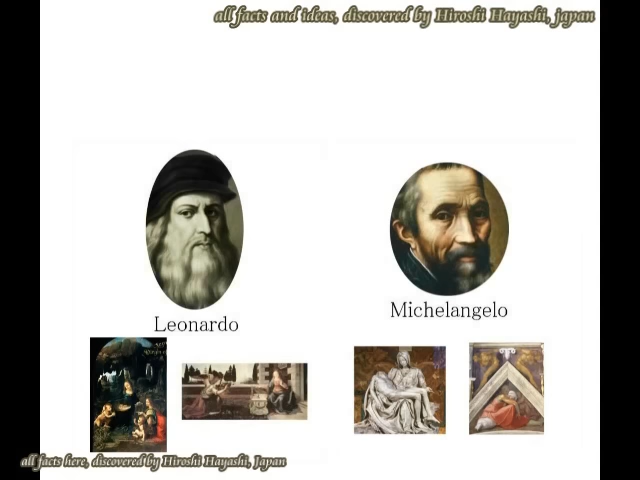 all facts and ideas, discovered by Hiroshi Hayashi, japan
Leonardo
Michelangelo
all facts here, discovered by Hiroshi Hayashi, Japan